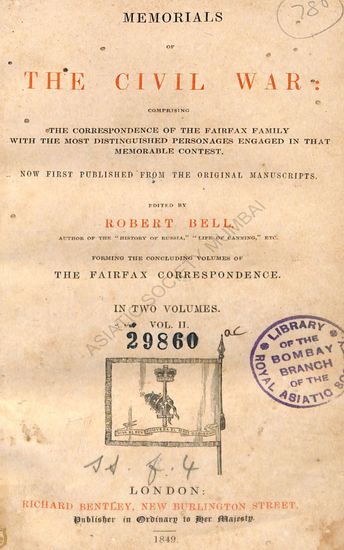 780
MEMORIALS
OF
THE CIVIL WAR:
COMPRISING
THE CORRESPONDENCE OF THE FAIRFAX FAMILY
WITH THE MOST DISTINGUISHED PERSONAGES ENGAGED IN THAT
MEMORABLE CONTEST.
NOW FIRST PUBLISHED FROM THE ORIGINAL MANUSCRIPTS.
EDITED BY
ROBERT BELL,
AUTHOR OF THE "HISTORY OF RUSSIA," "LIFE OF CANNING," ETC.
FORMING THE CONCLUDING VOLUMES OF
THE FAIRFAX CORRESPONDENCE.
IN TWO VOLUMES.
VOL. II.
29860
ASIATIC SOCIETY MUMBAI
LIBRARY
OF THE
BOMBAY
BRANCH
OF THE
ROYAL ASIATIC
LONDON:
RICHARD BENTLEY, NEW BURLINGTON STREET,
Publisher in Ordinary to Her Majesty.
1849.